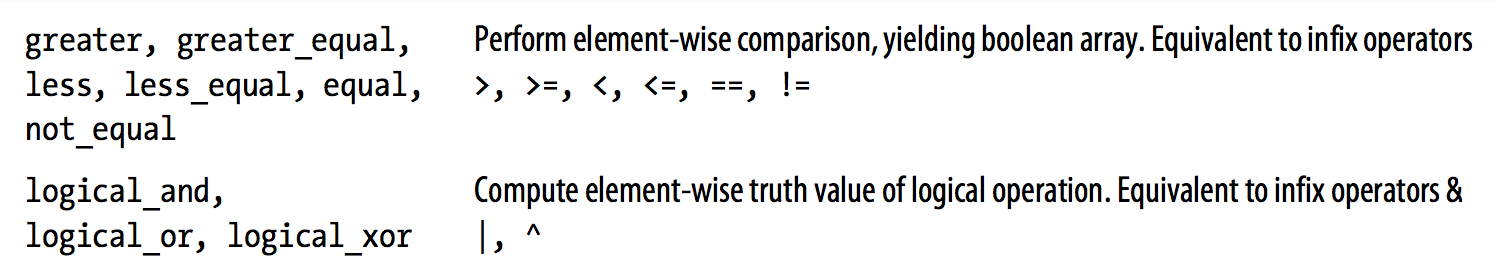 greater, greater_equal,
less, less_equal, equal,
not_equal
Perform element-wise comparison, yielding boolean array. Equivalent to infix operators
>, >=, <, <=, ==, !=
logical_and,
logical_or, logical_xor
Compute element-wise truth value of logical operation. Equivalent to infix operators &
|, ^